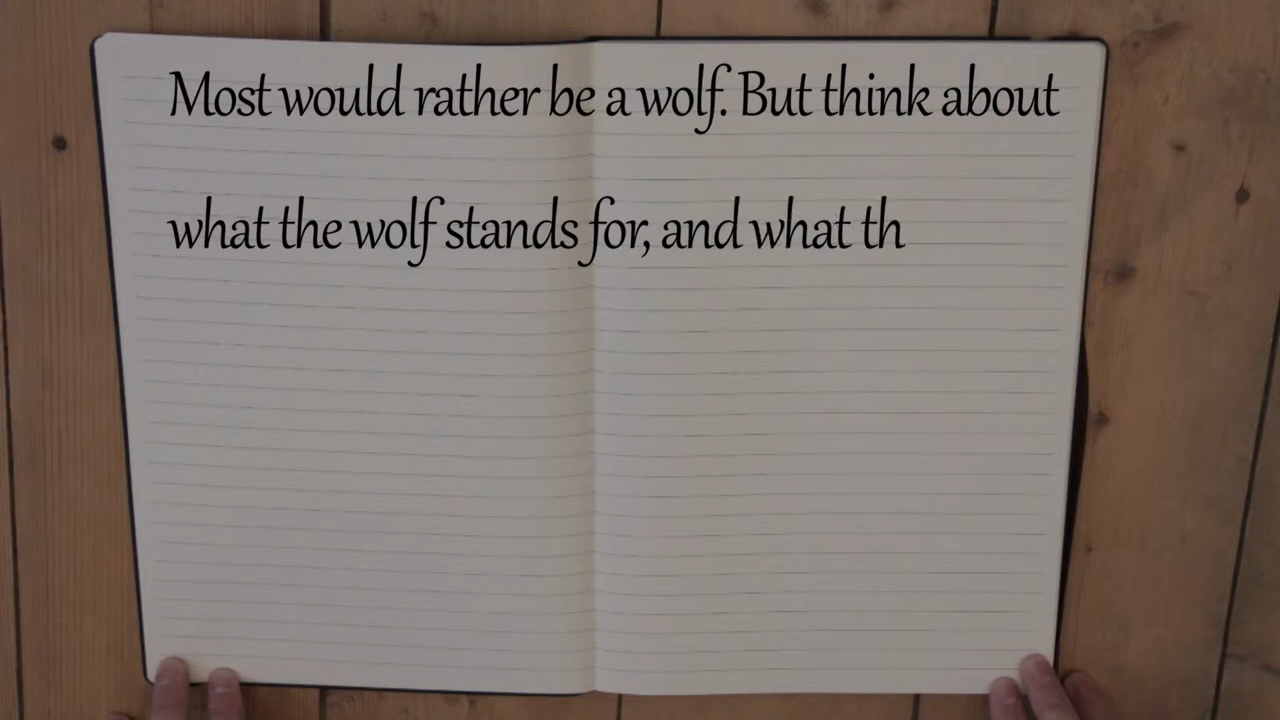 Most would rather be a wolf. But think about
what the wolf stands for, and what th